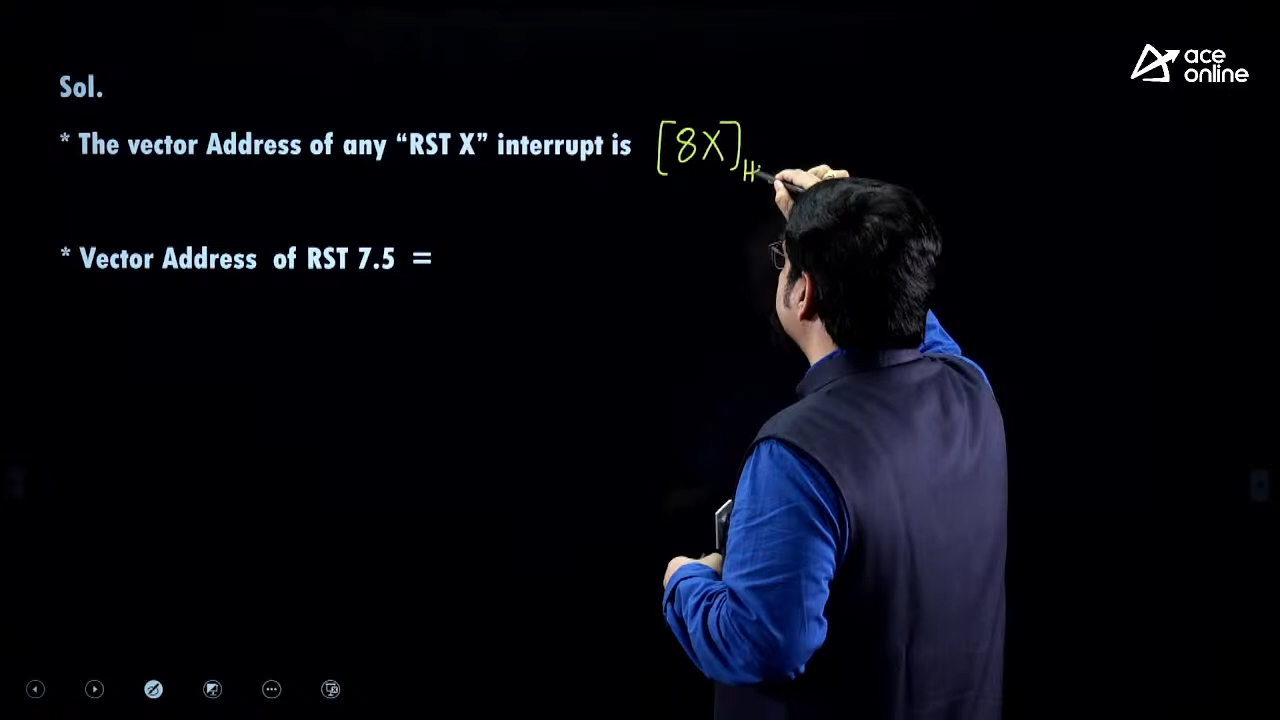 ace
online
Sol.
* The vector Address of any “RST X” interrupt is [8X]H
* Vector Address of RST 7.5 =